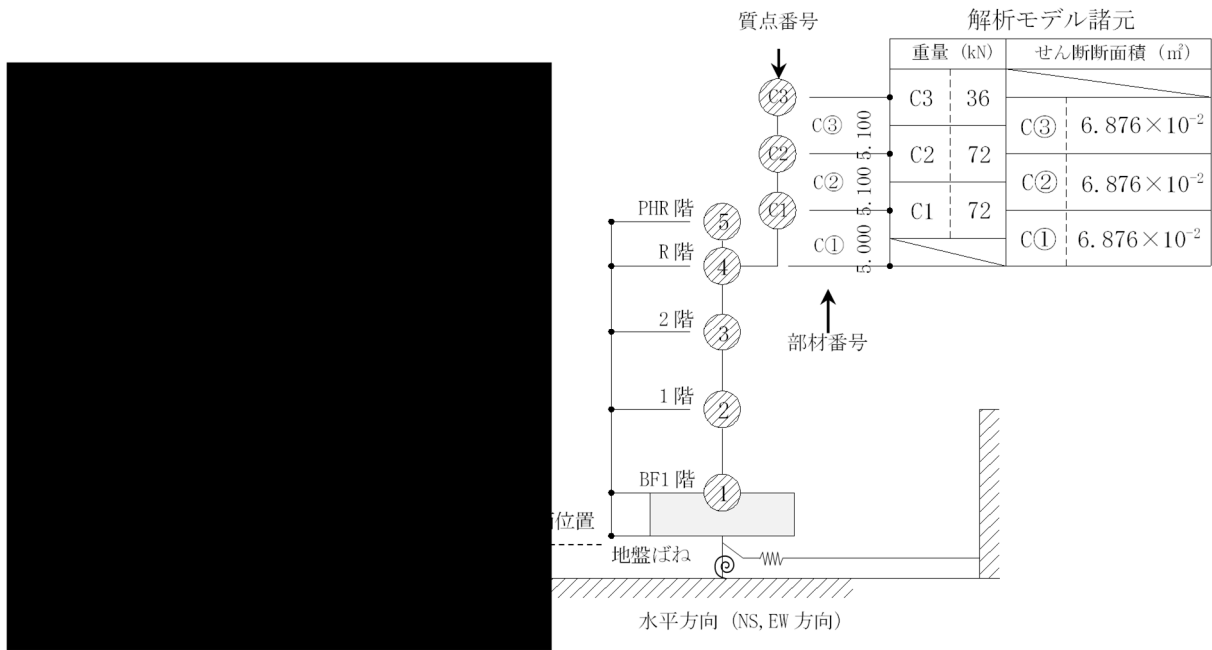 質点番号
解析モデル諸元
重量 (kN)
せん断断面積 (㎡)
C3
C3 36
C③ 5.100
C③ 6.876×10⁻²
C2
C2 72
C② 5.100
C② 6.876×10⁻²
C1
C1 72
C① 5.000
C① 6.876×10⁻²
PHR階 5
R階 4
2階 3
部材番号
1階 2
BF1階 1
位置
地盤ばね
水平方向 (NS,EW方向)